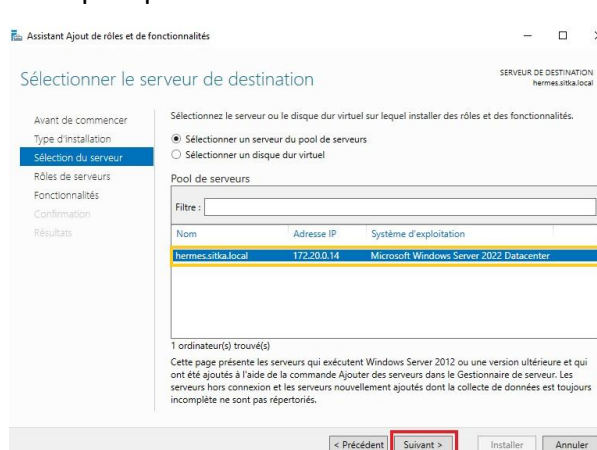 Assistant Ajout de rôles et de fonctionnalités
Sélectionner le serveur de destination
SERVEUR DE DESTINATION
hermes.sitka.local
Avant de commencer
Type d'installation
Sélection du serveur
Rôles de serveurs
Fonctionnalités
Confirmation
Résultats
Sélectionnez le serveur ou le disque dur virtuel sur lequel installer des rôles et des fonctionnalités.
Sélectionner un serveur du pool de serveurs
Sélectionner un disque dur virtuel
Pool de serveurs
Filtre :
Nom Adresse IP Système d'exploitation
hermes.sitka.local 172.20.0.14 Microsoft Windows Server 2022 Datacenter
1 ordinateur(s) trouvé(s)
Cette page présente les serveurs qui exécutent Windows Server 2012 ou une version ultérieure et qui
ont été ajoutés à l'aide de la commande Ajouter des serveurs dans le Gestionnaire de serveur. Les
serveurs hors connexion et les serveurs nouvellement ajoutés dont la collecte de données est toujours
incomplète ne sont pas répertoriés.
< Précédent Suivant > Installer Annuler